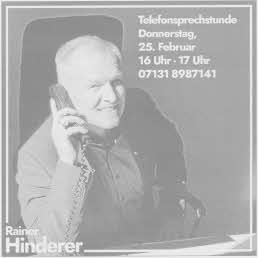 Telefonsprechstunde
Donnerstag,
25. Februar
16 Uhr - 17 Uhr
07131 8987141
Rainer
Hinderer